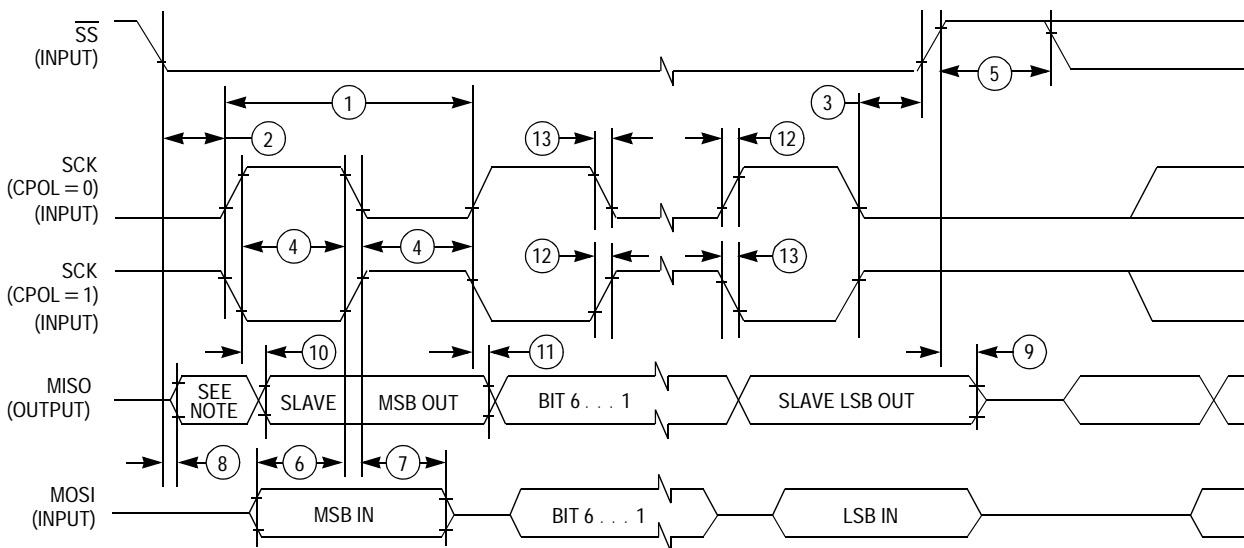 SS
(INPUT)
1
2
3
5
13
12
SCK
(CPOL = 0)
(INPUT)
4
4
SCK
(CPOL = 1)
(INPUT)
12
13
10
11
9
MISO
(OUTPUT)
SEE
NOTE
SLAVE
MSB OUT
BIT 6 . . . 1
SLAVE LSB OUT
8
6
7
MOSI
(INPUT)
MSB IN
BIT 6 . . . 1
LSB IN